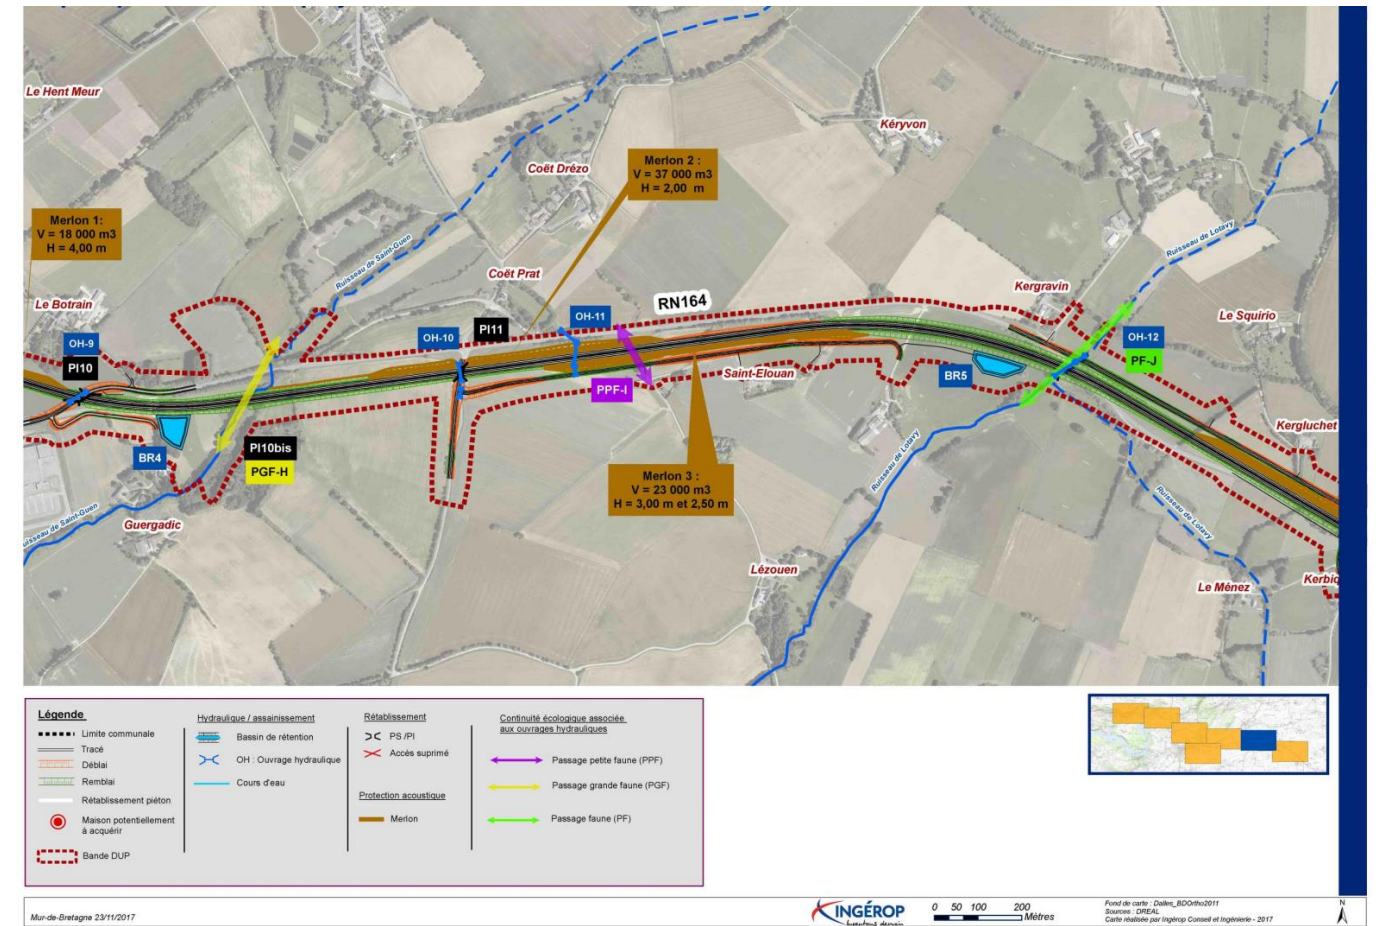 Le Hent Meur
Kéryvon
Coët Drézo
Merlon 2 :
V = 37 000 m3
H = 2,00 m
Merlon 1:
V = 18 000 m3
H = 4,00 m
Ruisseau de Saint-Guen
Ruisseau de Lotavy
Coët Prat
Kergravin
Le Botrain
RN164
Le Squirio
OH-9
PI10
OH-10
PI11
OH-11
OH-12
PF-J
BR5
Saint-Elouan
PPF-I
Kergluchet
PI10bis
PGF-H
BR4
Merlon 3 :
V = 23 000 m3
H = 3,00 m et 2,50 m
Ruisseau de Lotavy
Ruisseau de Lotavy
Guergadic
Ruisseau de Saint-Guen
Lézouen
Le Ménez
Kerbiq
Légende
Limite communale
Tracé
Déblai
Remblai
Rétablissement piéton
Maison potentiellement
à acquérir
Bande DUP
Hydraulique / assainissement
Bassin de rétention
OH : Ouvrage hydraulique
Cours d'eau
Rétablissement
PS /PI
Accès suprimé
Protection acoustique
Merlon
Continuité écologique associée
aux ouvrages hydrauliques
Passage petite faune (PPF)
Passage grande faune (PGF)
Passage faune (PF)
Mur-de-Bretagne 23/11/2017
INGÉROP
Inventons demain
0 50 100 200
Mètres
Fond de carte : Dalles_BDOrtho2011
Sources : DREAL
Carte réalisée par Ingérop Conseil et Ingénierie - 2017
N